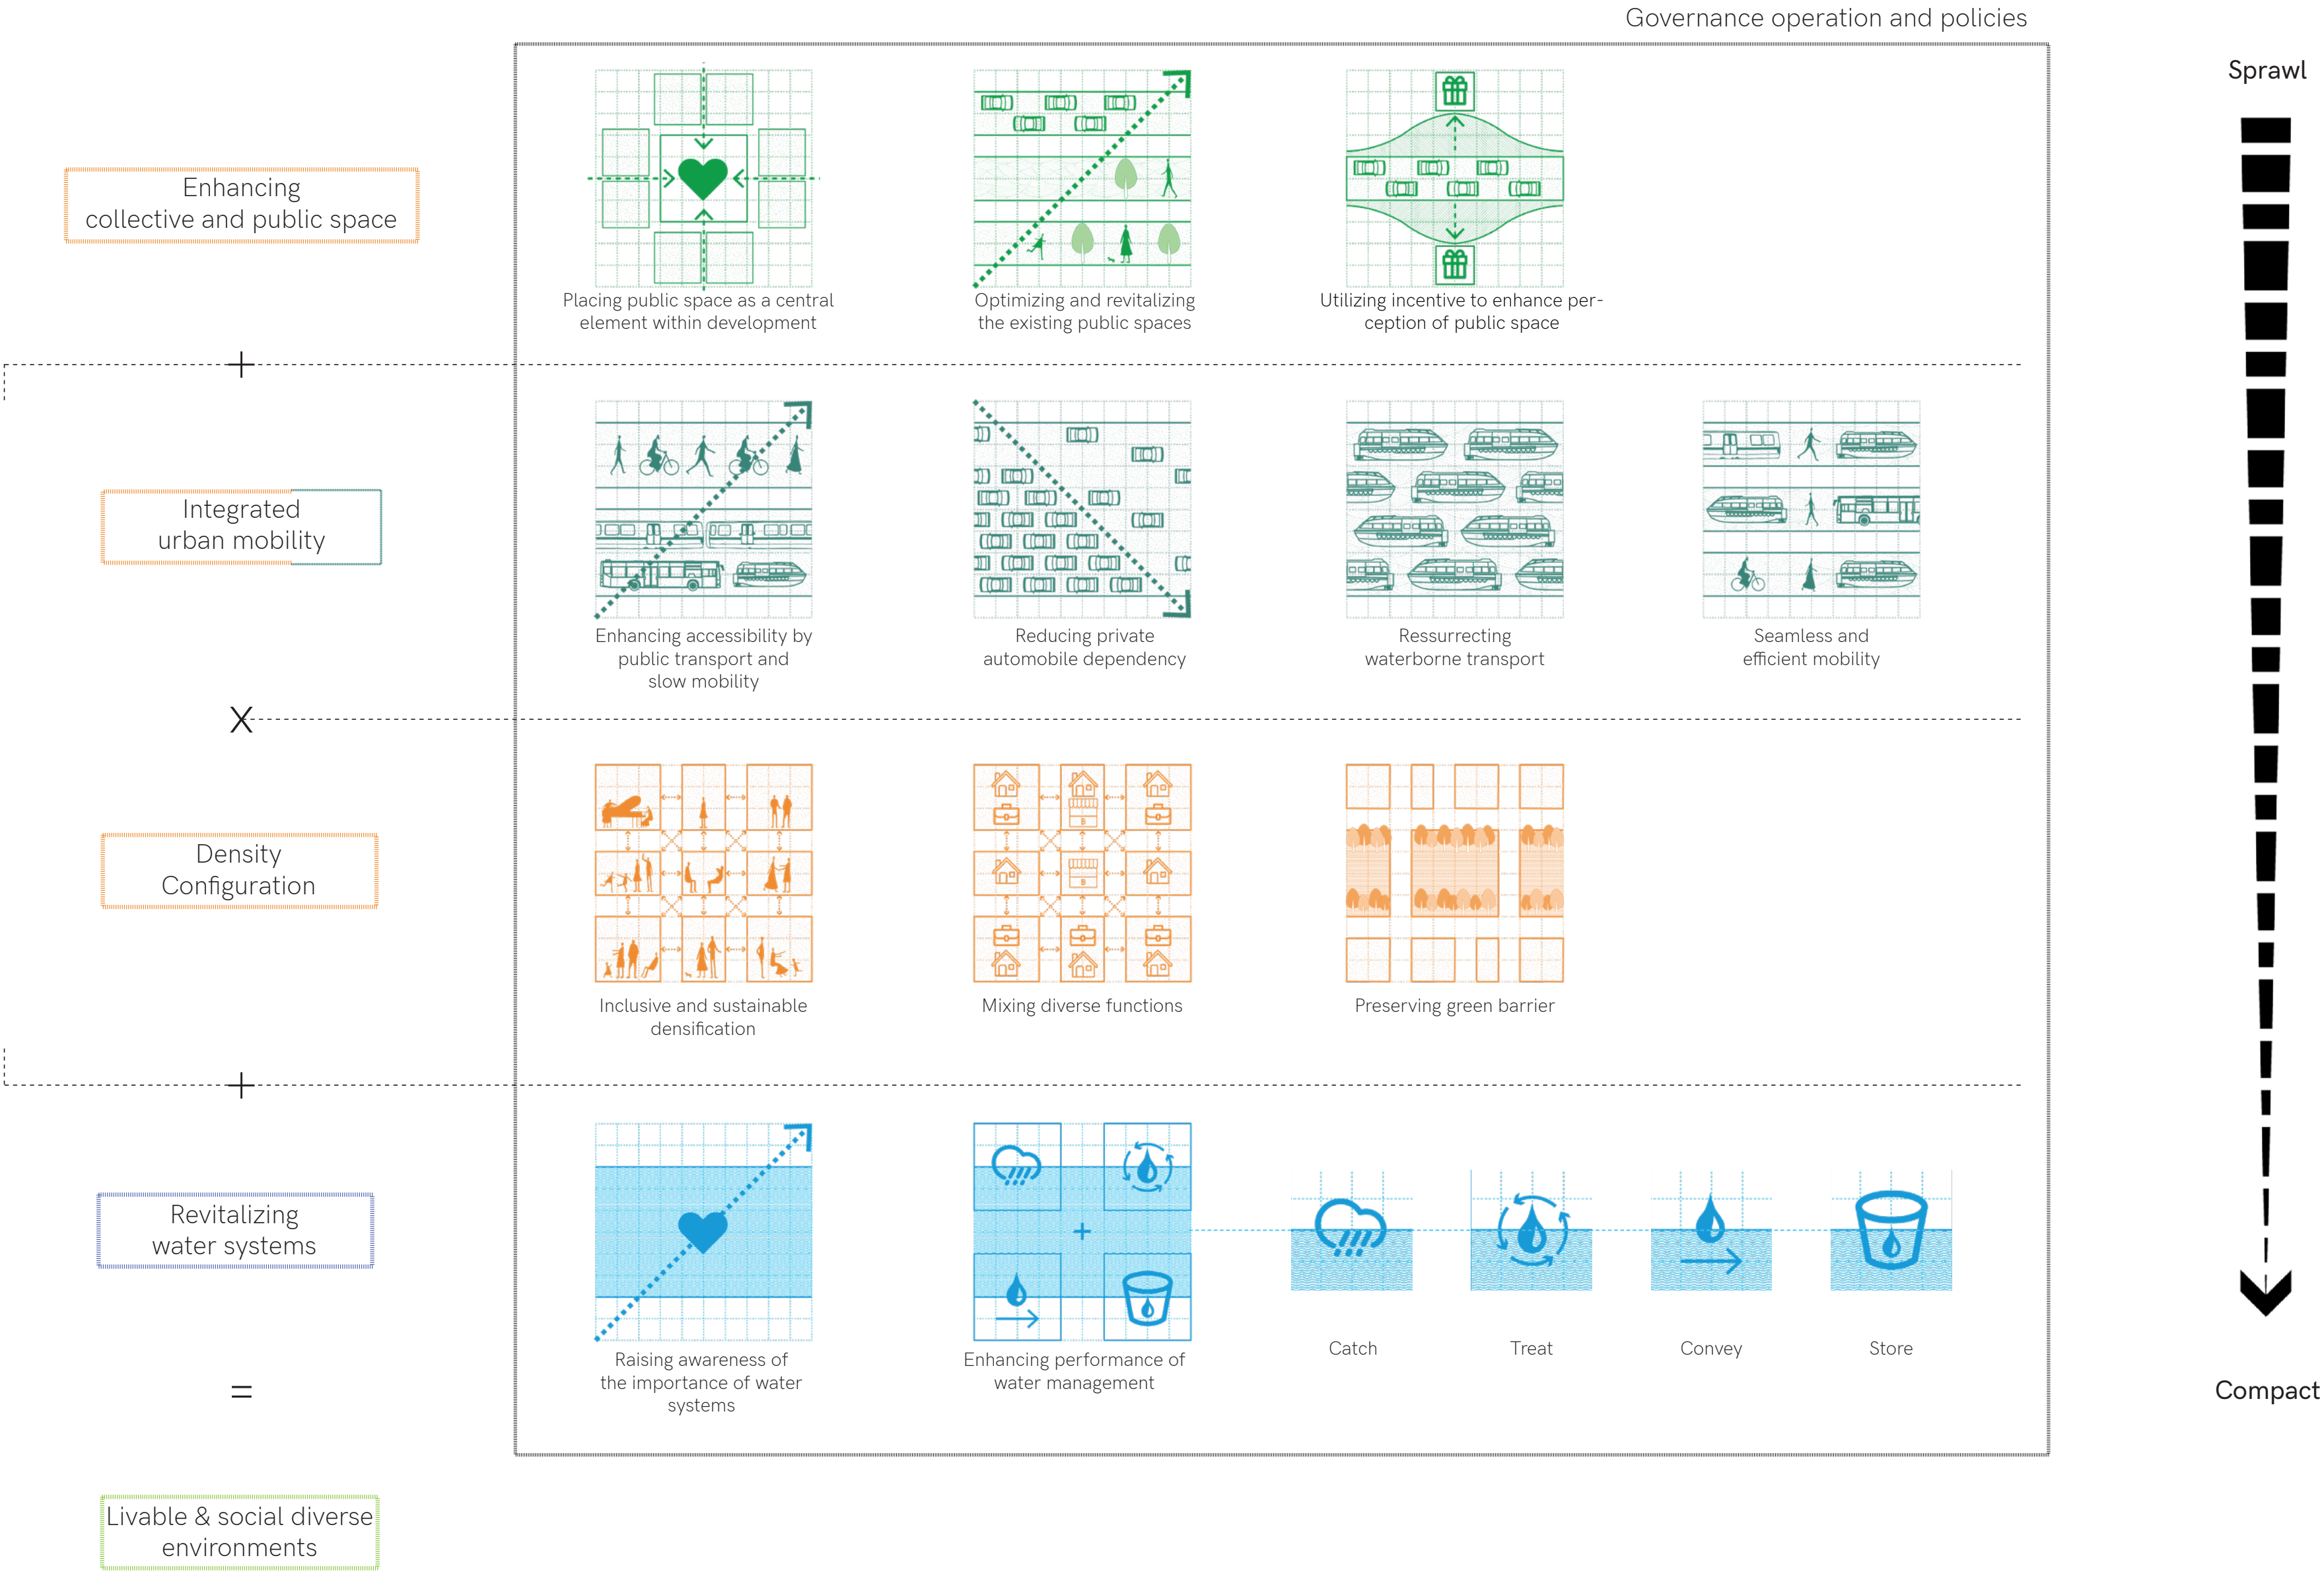 Governance operation and policies
Sprawl
Enhancing
collective and public space
Placing public space as a central
element within development
Optimizing and revitalizing
the existing public spaces
Utilizing incentive to enhance per-
ception of public space
+
Integrated
urban mobility
Enhancing accessibility by
public transport and
slow mobility
Reducing private
automobile dependency
Ressurrecting
waterborne transport
Seamless and
efficient mobility
X
Density
Configuration
B
B
Inclusive and sustainable
densification
Mixing diverse functions
Preserving green barrier
+
Revitalizing
water systems
+
Raising awareness of
the importance of water
systems
Enhancing performance of
water management
Catch
Treat
Convey
Store
=
Compact
Livable & social diverse
environments